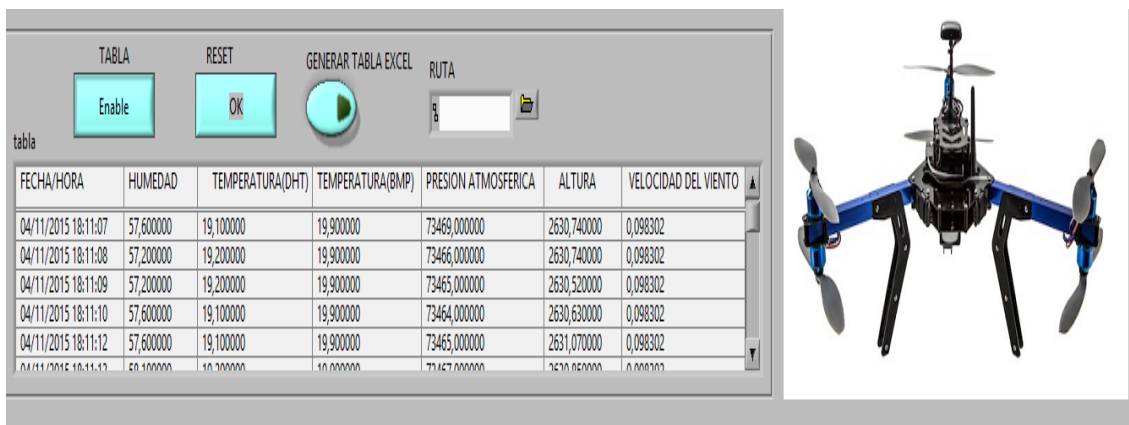 TABLA RESET GENERAR TABLA EXCEL RUTA
Enable OK
tabla
FECHA/HORA HUMEDAD TEMPERATURA(DHT) TEMPERATURA(BMP) PRESION ATMOSFERICA ALTURA VELOCIDAD DEL VIENTO
04/11/2015 18:11:07 57,600000 19,100000 19,900000 73469,000000 2630,740000 0,098302
04/11/2015 18:11:08 57,200000 19,200000 19,900000 73466,000000 2630,740000 0,098302
04/11/2015 18:11:09 57,200000 19,200000 19,900000 73465,000000 2630,520000 0,098302
04/11/2015 18:11:10 57,600000 19,100000 19,900000 73464,000000 2630,630000 0,098302
04/11/2015 18:11:12 57,600000 19,100000 19,900000 73465,000000 2631,070000 0,098302